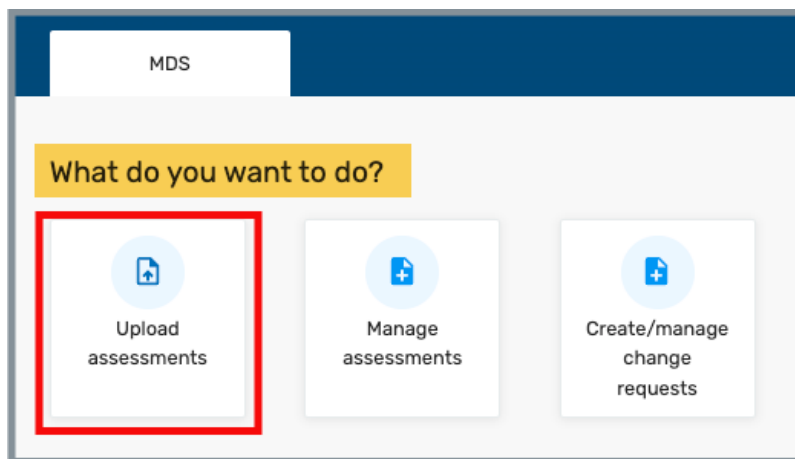 MDS
What do you want to do?
Upload
assessments
Manage
assessments
Create/manage
change
requests